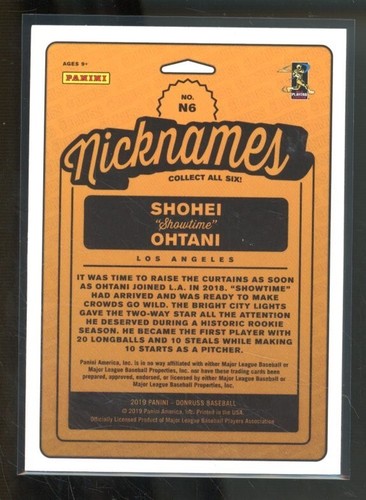 AGES 9+
PANINI
PLAYERS
NO.
N6
Nicknames
COLLECT ALL SIX!
SHOHEI
"Showtime"
OHTANI
LOS ANGELES
IT WAS TIME TO RAISE THE CURTAINS AS SOON
AS OHTANI JOINED L.A. IN 2018. "SHOWTIME"
HAD ARRIVED AND WAS READY TO MAKE
CROWDS GO WILD. THE BRIGHT CITY LIGHTS
GAVE THE TWO-WAY STAR ALL THE ATTENTION
HE DESERVED DURING A HISTORIC ROOKIE
SEASON. HE BECAME THE FIRST PLAYER WITH
20 LONGBALLS AND 10 STEALS WHILE MAKING
10 STARTS AS A PITCHER.
Panini America, Inc. is in no way affiliated with either Major League Baseball or
Major League Baseball Properties, Inc. nor have these trading cards been
prepared, approved, endorsed, or licensed by either Major League Baseball or
Major League Baseball Properties, Inc.
2019 PANINI – DONRUSS BASEBALL
© 2019 Panini America, Inc. Printed in the USA
Officially Licensed Product of Major League Baseball Players Association